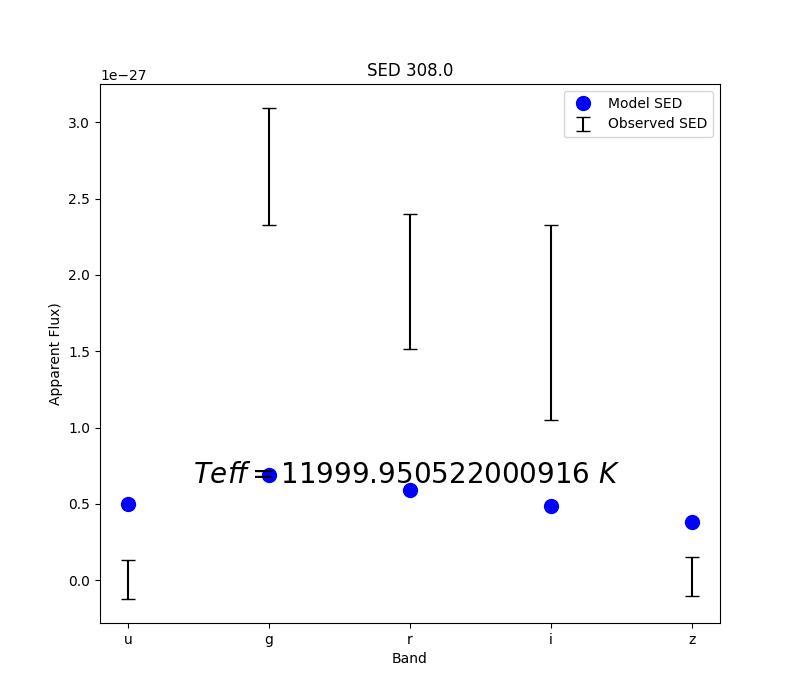 SED 308.0
1e−27
Model SED
Observed SED
3.0
2.5
2.0
1.5
1.0
0.5
0.0
Apparent Flux)
Teff = 11999.950522000916 K
u g r i z
Band